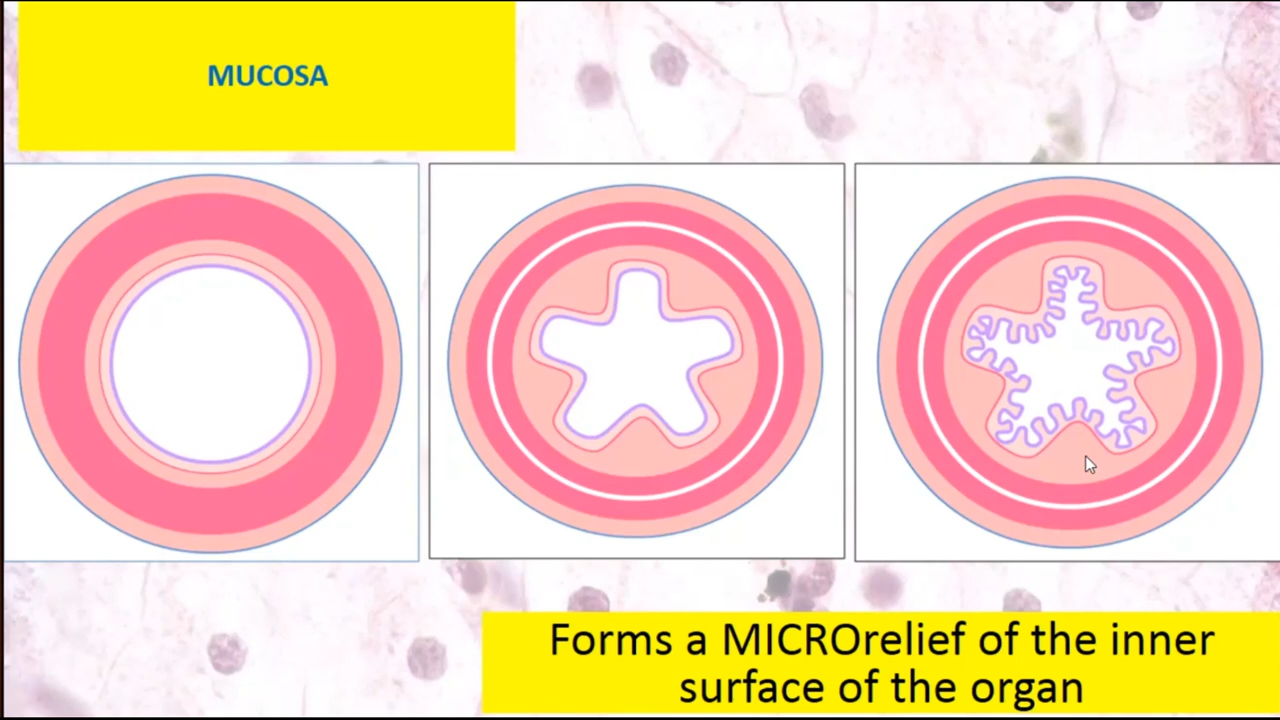 MUCOSA
Forms a MICROrelief of the inner
surface of the organ